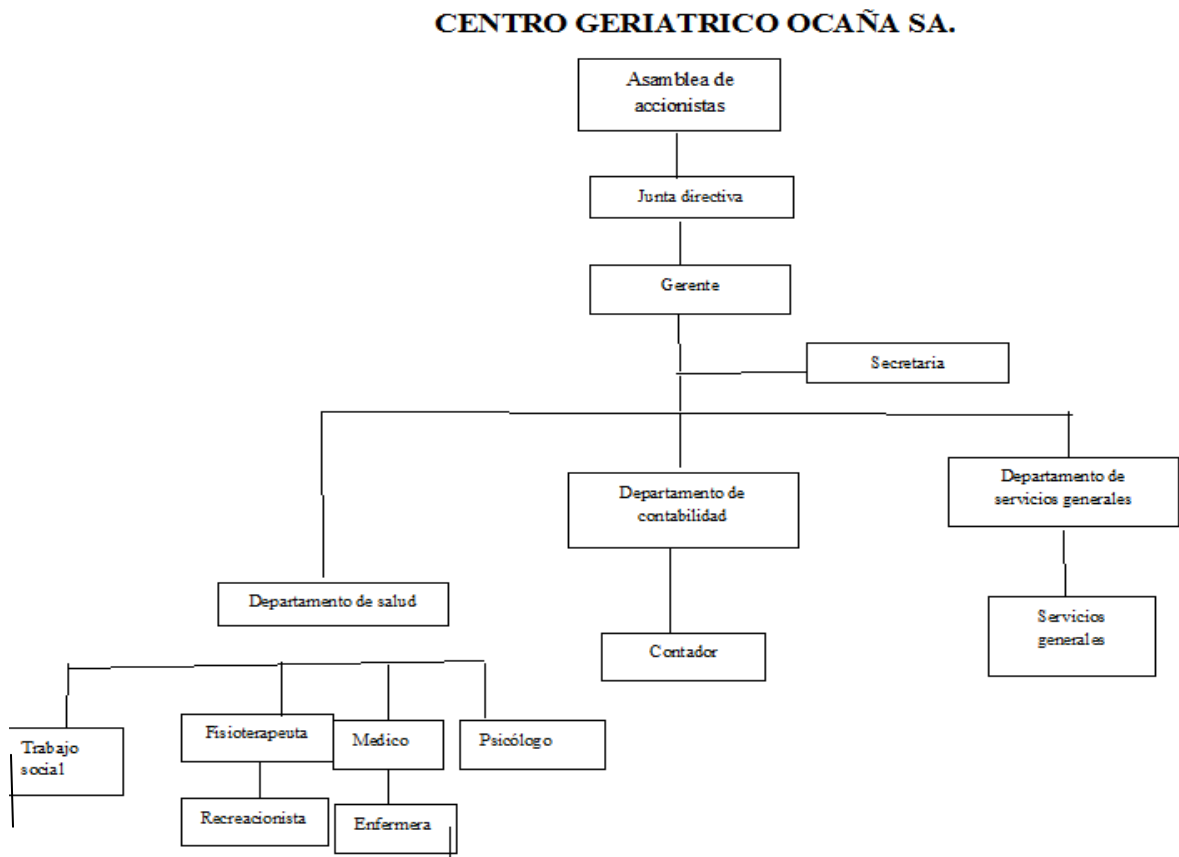 CENTRO GERIATRICO OCAÑA SA.
Asamblea de
accionistas
Junta directiva
Gerente
Secretaria
Departamento de
contabilidad
Departamento de
servicios generales
Departamento de salud
Contador
Servicios
generales
Trabajo
social
Fisioterapeuta
Medico
Psicólogo
Recreacionista
Enfermera